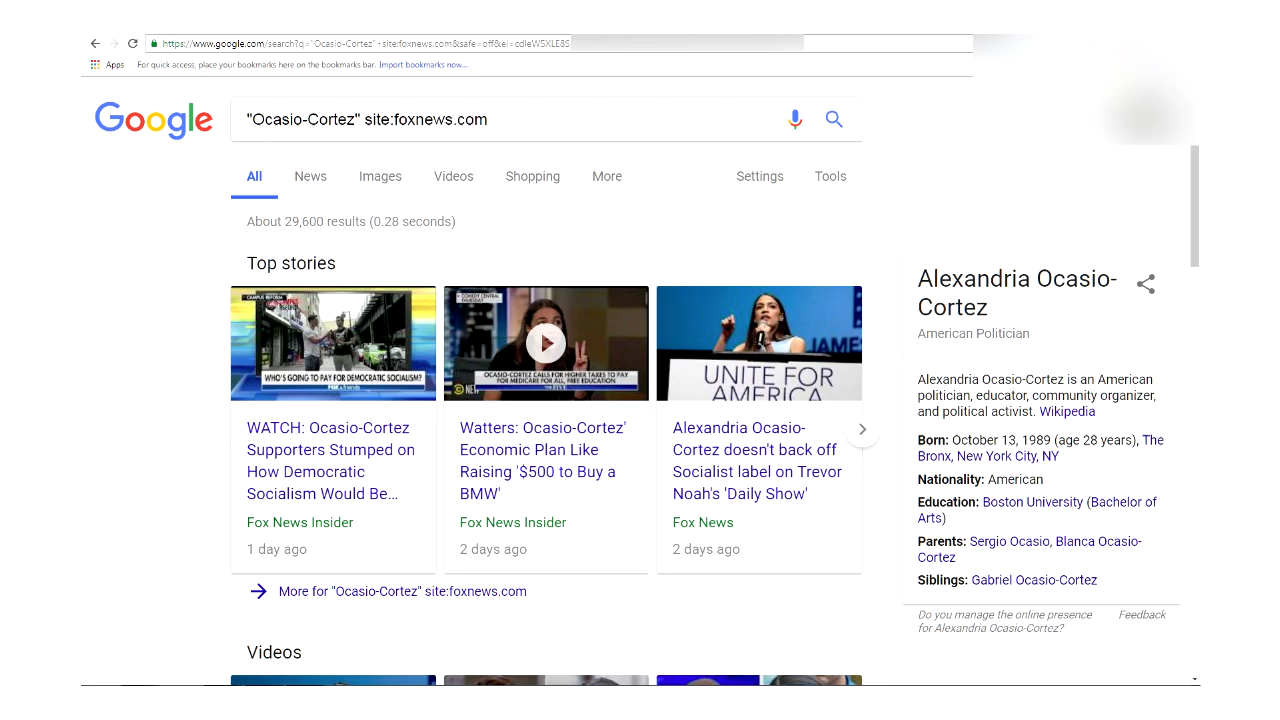 https://www.google.com/search?q="Ocasio-Cortez"+site:foxnews.com&safe=off&ei=cdleW5XLE8S
Apps For quick access, place your bookmarks here on the bookmarks bar. Import bookmarks now...
Google
"Ocasio-Cortez" site:foxnews.com
All News Images Videos Shopping More Settings Tools
About 29,600 results (0.28 seconds)
Top stories
CAMPUS REFORM
WHO'S GOING TO PAY FOR DEMOCRATIC SOCIALISM?
FOX & friends
COMEDY CENTRAL
THURSDAY
OCASIO-CORTEZ CALLS FOR HIGHER TAXES TO PAY
FOR MEDICARE FOR ALL, FREE EDUCATION
THE FIVE
JAMES
UNITE FOR
AMERICA
WATCH: Ocasio-Cortez
Supporters Stumped on
How Democratic
Socialism Would Be...
Fox News Insider
1 day ago
Watters: Ocasio-Cortez'
Economic Plan Like
Raising '$500 to Buy a
BMW'
Fox News Insider
2 days ago
Alexandria Ocasio-
Cortez doesn't back off
Socialist label on Trevor
Noah's 'Daily Show'
Fox News
2 days ago
More for "Ocasio-Cortez" site:foxnews.com
Videos
Alexandria Ocasio-
Cortez
American Politician
Alexandria Ocasio-Cortez is an American
politician, educator, community organizer,
and political activist. Wikipedia
Born: October 13, 1989 (age 28 years), The
Bronx, New York City, NY
Nationality: American
Education: Boston University (Bachelor of
Arts)
Parents: Sergio Ocasio, Blanca Ocasio-
Cortez
Siblings: Gabriel Ocasio-Cortez
Do you manage the online presence
for Alexandria Ocasio-Cortez?
Feedback